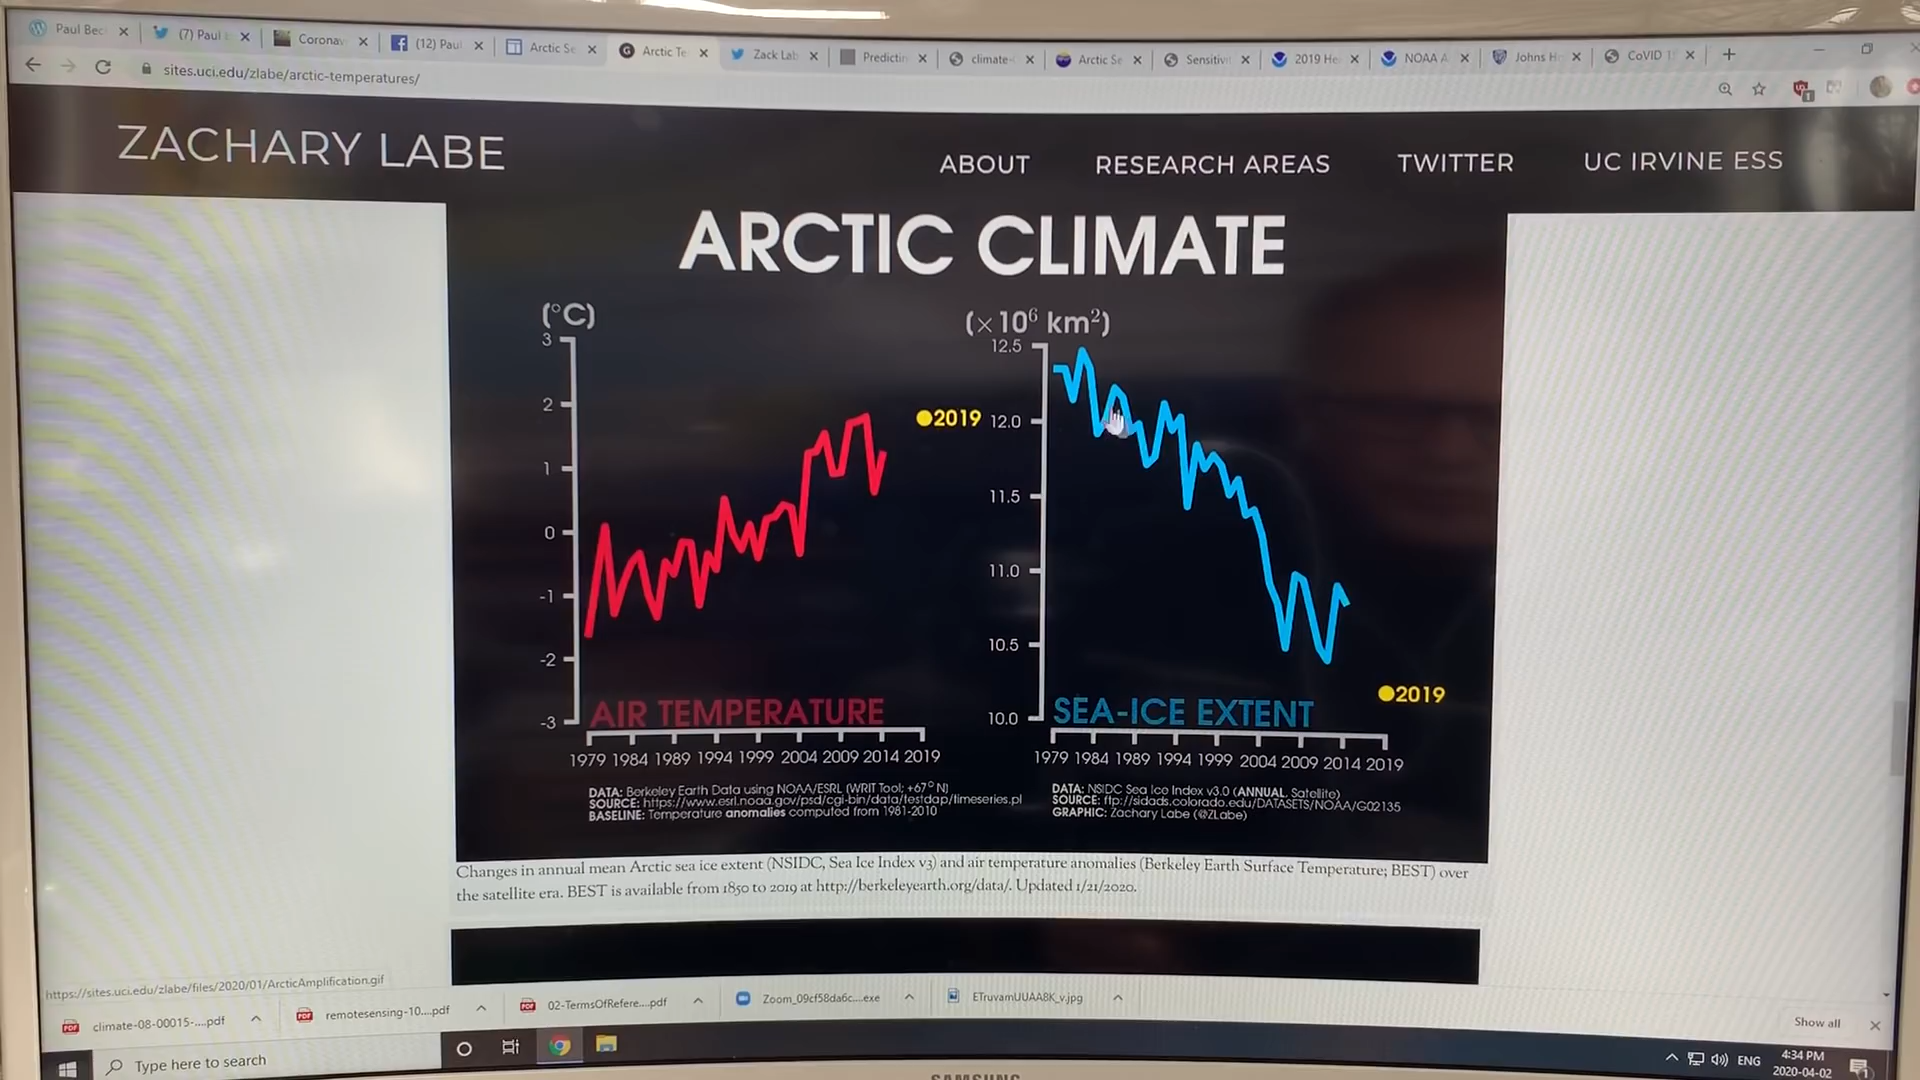 Paul Bec
(7) Paul
Corona
(12) Paul
Arctic Se
Arctic Te
Zack Lab
Predictin
climate-
Arctic Se
Sensitiv
2019 He
NOAA A
Johns H
CoVID 1
sites.uci.edu/zlabe/arctic-temperatures/
ZACHARY LABE
ABOUT
RESEARCH AREAS
TWITTER
UC IRVINE ESS
ARCTIC CLIMATE
(°C)
3
2
1
0
-1
-2
-3
2019
AIR TEMPERATURE
1979 1984 1989 1994 1999 2004 2009 2014 2019
DATA: Berkeley Earth Data using NOAA/ESRL (WRIT Tool; +67°N)
SOURCE: https://www.esrl.noaa.gov/psd/cgi-bin/data/testdap/timeseries.pl
BASELINE: Temperature anomalies computed from 1981-2010
(×10⁶ km²)
12.5
12.0
11.5
11.0
10.5
10.0
2019
SEA-ICE EXTENT
1979 1984 1989 1994 1999 2004 2009 2014 2019
DATA: NSIDC Sea Ice Index v3.0 (ANNUAL, Satellite)
SOURCE: ftp://sidads.colorado.edu/DATASETS/NOAA/G02135
GRAPHIC: Zachary Labe (@ZLabe)
Changes in annual mean Arctic sea ice extent (NSIDC, Sea Ice Index v3) and air temperature anomalies (Berkeley Earth Surface Temperature; BEST) over
the satellite era. BEST is available from 1850 to 2019 at http://berkeleyearth.org/data/. Updated 1/21/2020.
https://sites.uci.edu/zlabe/files/2020/01/ArcticAmplification.gif
climate-08-00015-....pdf
remotesensing-10....pdf
02-TermsOfRefere....pdf
Zoom_09cf58da6c....exe
ETruvamUUAA8K_v.jpg
Show all
Type here to search
ENG
4:34 PM
2020-04-02
SAMSUNG